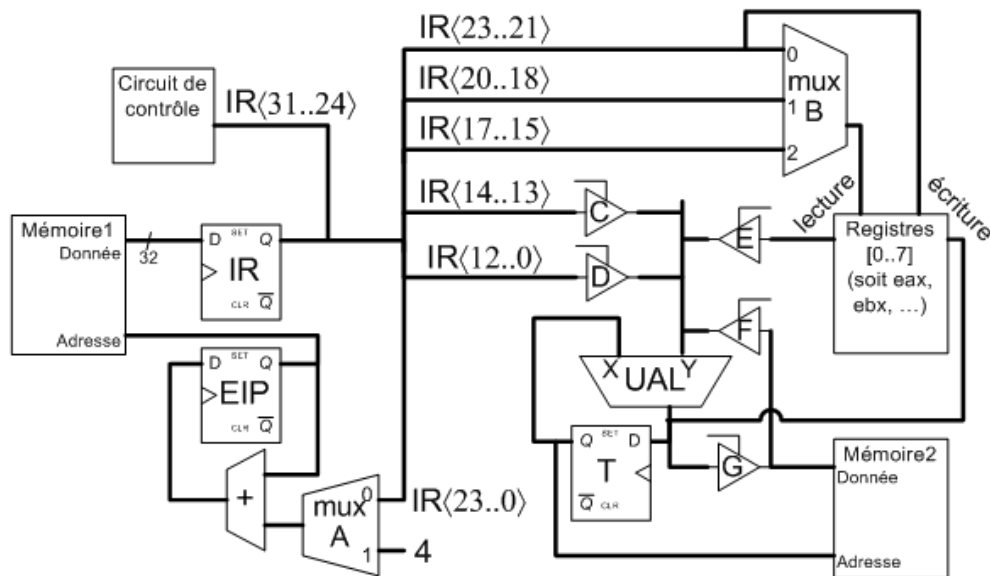 IR⟨23..21⟩
Circuit de
contrôle
IR⟨31..24⟩
IR⟨20..18⟩
IR⟨17..15⟩
0
mux
1
B
2
lecture
écriture
IR⟨14..13⟩
C
IR⟨12..0⟩
D
E
F
Registres
[0..7]
(soit eax,
ebx, …)
Mémoire1
Donnée
32
Adresse
D SET Q
IR
CLR Q
D SET Q
EIP
CLR Q
+
mux
A
0
1
IR⟨23..0⟩
4
X Y
UAL
Q SET D
T
Q CLR
G
Mémoire2
Donnée
Adresse